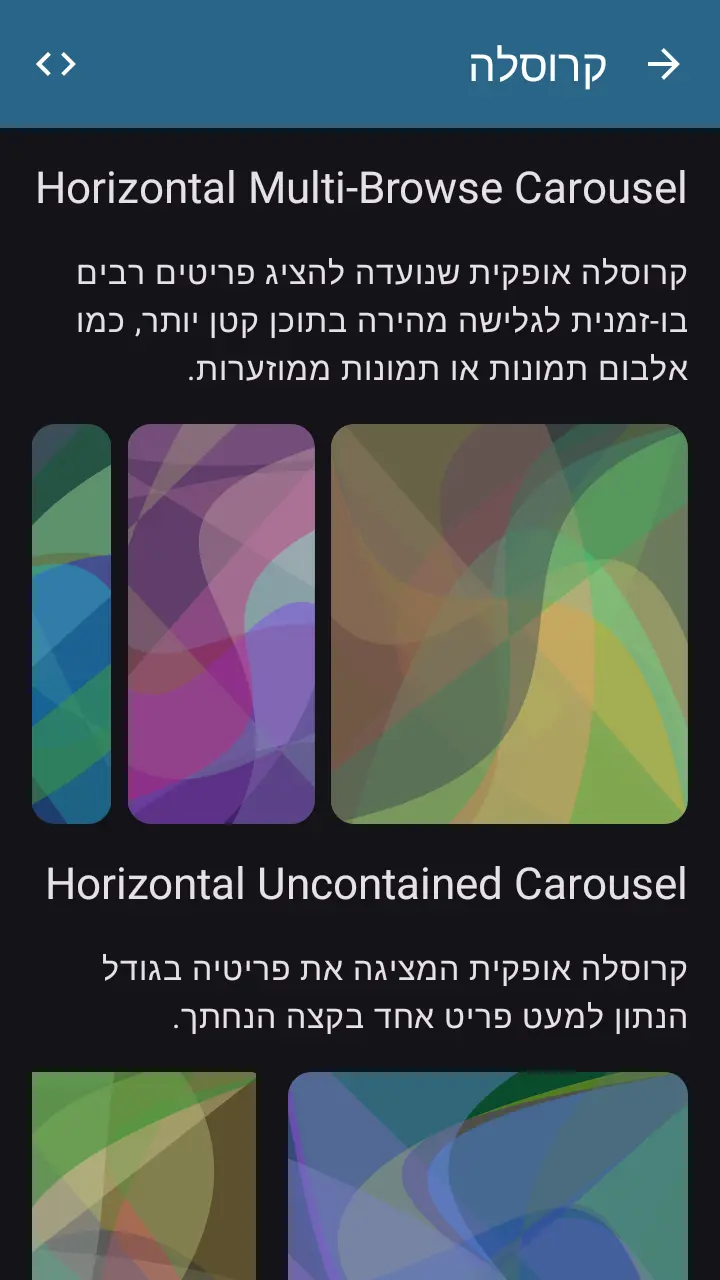 קרוסלה
Horizontal Multi-Browse Carousel
קרוסלה אופקית שנועדה להציג פריטים רבים
בו-זמנית לגלישה מהירה בתוכן קטן יותר, כמו
אלבום תמונות או תמונות ממוזערות.
Horizontal Uncontained Carousel
קרוסלה אופקית המציגה את פריטיה בגודל
הנתון למעט פריט אחד בקצה הנחתך.